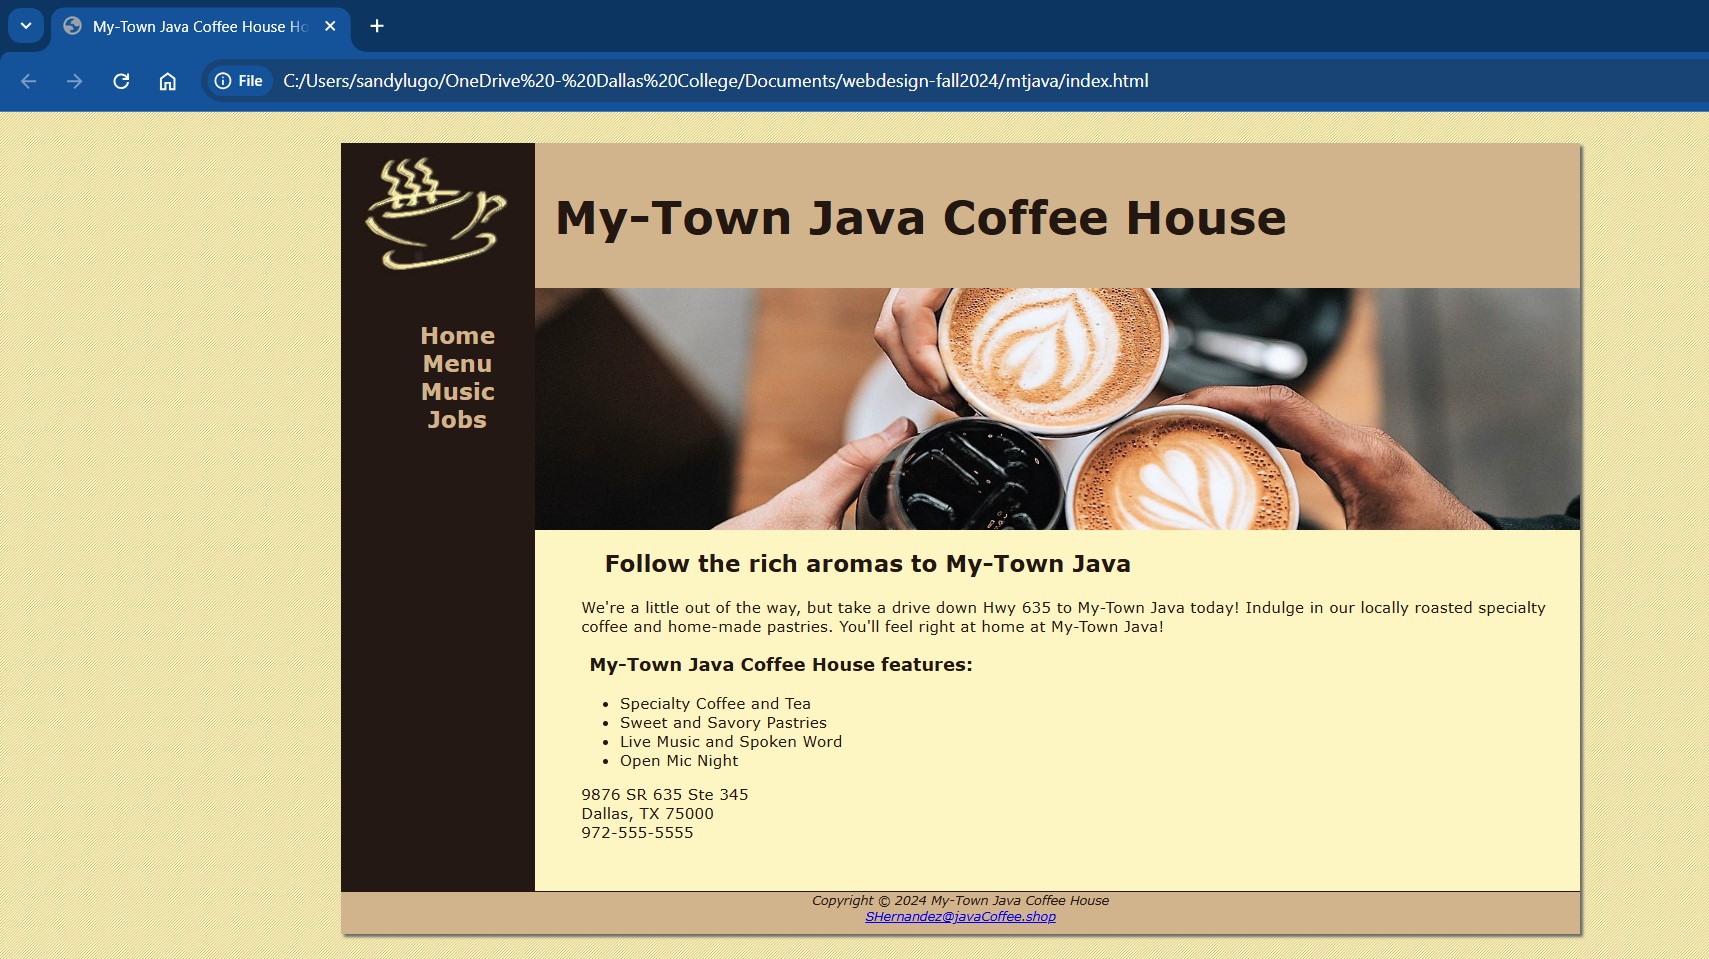 My-Town Java Coffee House Ho
File
C:/Users/sandylugo/OneDrive%20-%20Dallas%20College/Documents/webdesign-fall2024/mtjava/index.html
My-Town Java Coffee House
Home
Menu
Music
Jobs
Follow the rich aromas to My-Town Java
We're a little out of the way, but take a drive down Hwy 635 to My-Town Java today! Indulge in our locally roasted specialty
coffee and home-made pastries. You'll feel right at home at My-Town Java!
My-Town Java Coffee House features:
• Specialty Coffee and Tea
• Sweet and Savory Pastries
• Live Music and Spoken Word
• Open Mic Night
9876 SR 635 Ste 345
Dallas, TX 75000
972-555-5555
Copyright © 2024 My-Town Java Coffee House
SHernandez@javaCoffee.shop